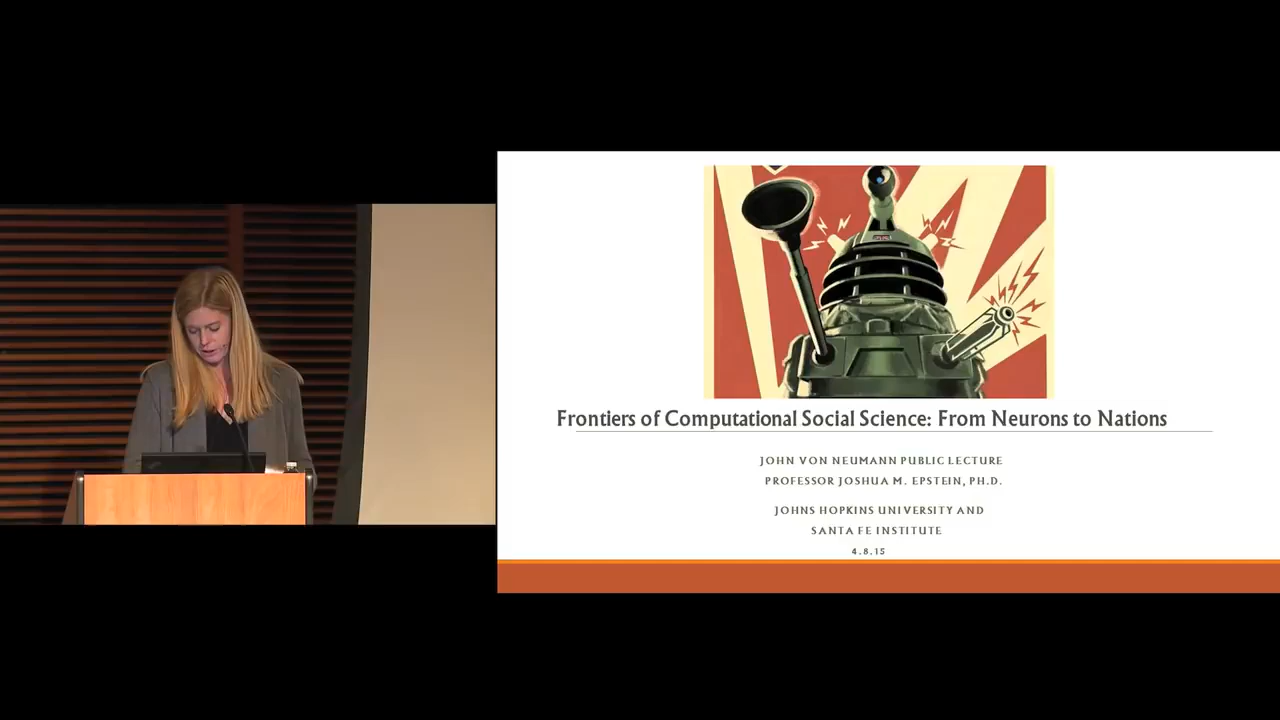 Frontiers of Computational Social Science: From Neurons to Nations
JOHN VON NEUMANN PUBLIC LECTURE
PROFESSOR JOSHUA M. EPSTEIN, PH.D.
JOHNS HOPKINS UNIVERSITY AND
SANTA FE INSTITUTE
4.8.15